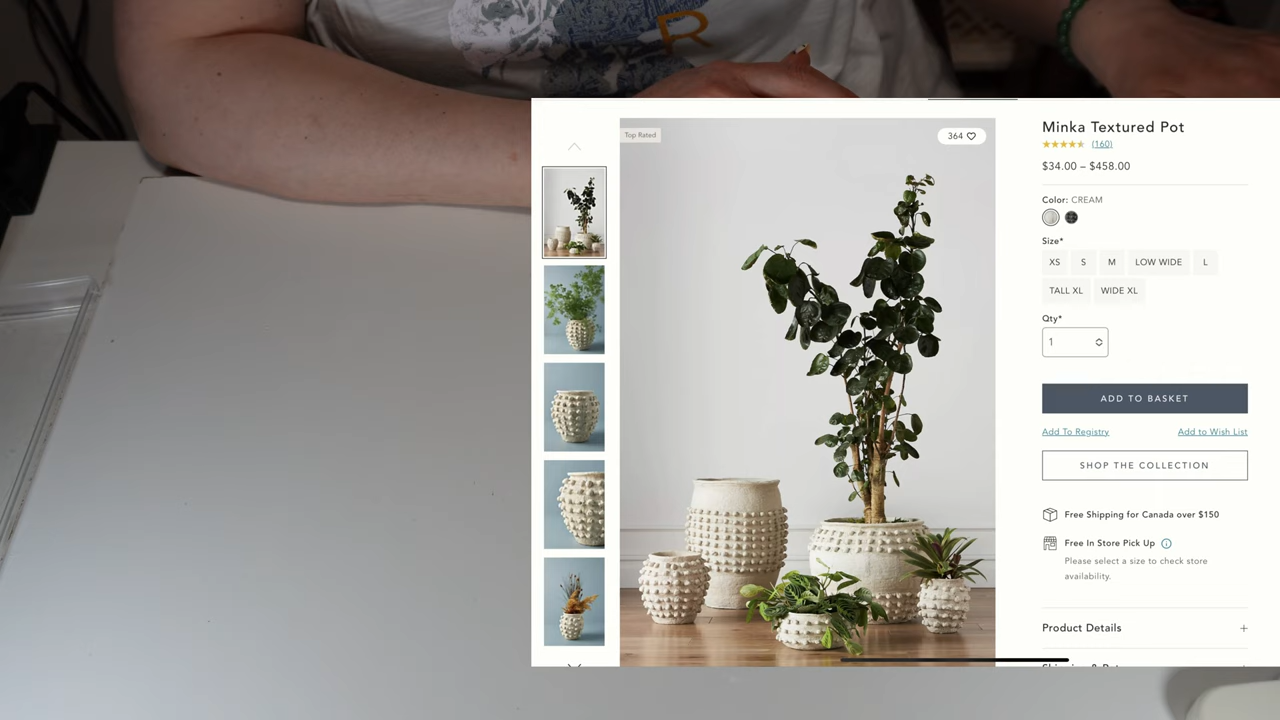 R
Top Rated
364
Minka Textured Pot
(160)
$34.00 – $458.00
Color: CREAM
Size*
XS S M LOW WIDE L
TALL XL WIDE XL
Qty*
1
ADD TO BASKET
Add To Registry Add to Wish List
SHOP THE COLLECTION
Free Shipping for Canada over $150
Free In Store Pick Up
Please select a size to check store
availability.
Product Details +